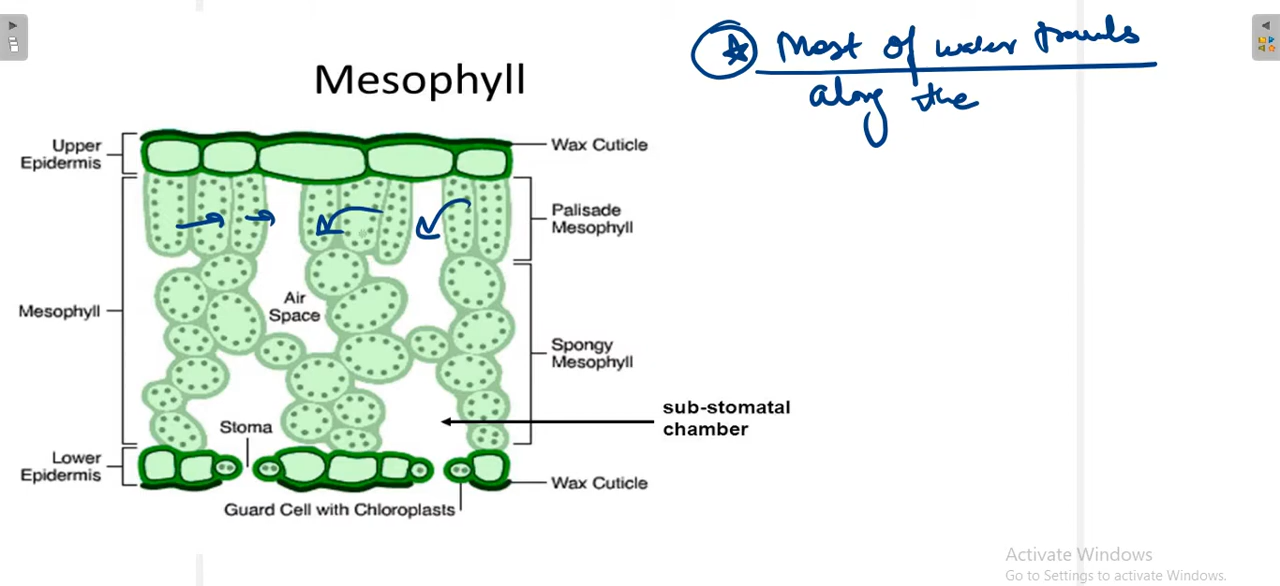 Most of water travels
along the
Mesophyll
Upper
Epidermis
Wax Cuticle
Palisade
Mesophyll
Mesophyll
Air
Space
Spongy
Mesophyll
sub-stomatal
chamber
Stoma
Lower
Epidermis
Wax Cuticle
Guard Cell with Chloroplasts
Activate Windows
Go to Settings to activate Windows.